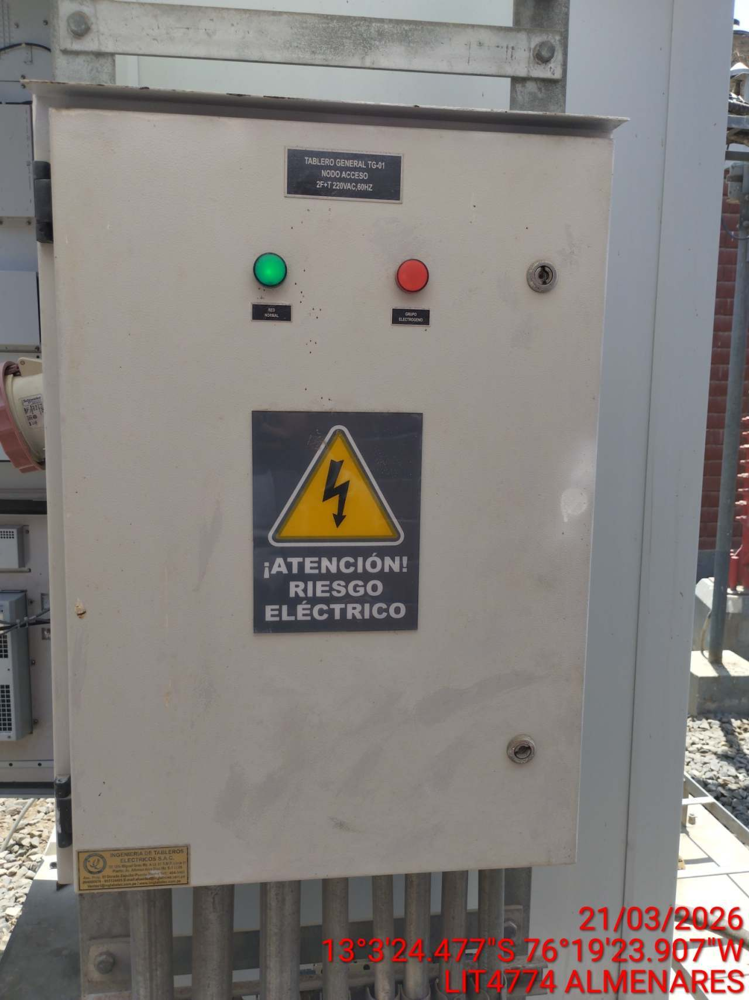 TABLERO GENERAL TG-01
NODO ACCESO
2F+T 220VAC,60HZ
RED
NORMAL
GRUPO
ELECTROGENO
Schneider
¡ATENCIÓN!
RIESGO
ELÉCTRICO
INGENIERIA DE TABLEROS
ELECTRICOS S.A.C.
21/03/2026
13°3'24.477"S 76°19'23.907"W
LIT4774 ALMENARES